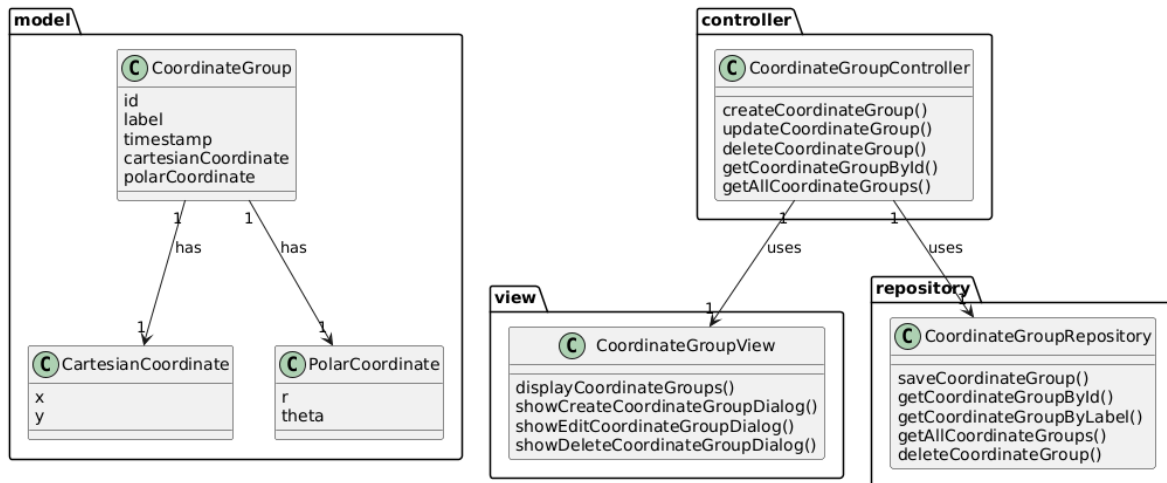 model
C CoordinateGroup
id
label
timestamp
cartesianCoordinate
polarCoordinate
1
has
1
1
has
1
C CartesianCoordinate
x
y
C PolarCoordinate
r
theta
controller
C CoordinateGroupController
createCoordinateGroup()
updateCoordinateGroup()
deleteCoordinateGroup()
getCoordinateGroupById()
getAllCoordinateGroups()
1
uses
1
1
uses
1
view
C CoordinateGroupView
displayCoordinateGroups()
showCreateCoordinateGroupDialog()
showEditCoordinateGroupDialog()
showDeleteCoordinateGroupDialog()
repository
C CoordinateGroupRepository
saveCoordinateGroup()
getCoordinateGroupById()
getCoordinateGroupByLabel()
getAllCoordinateGroups()
deleteCoordinateGroup()